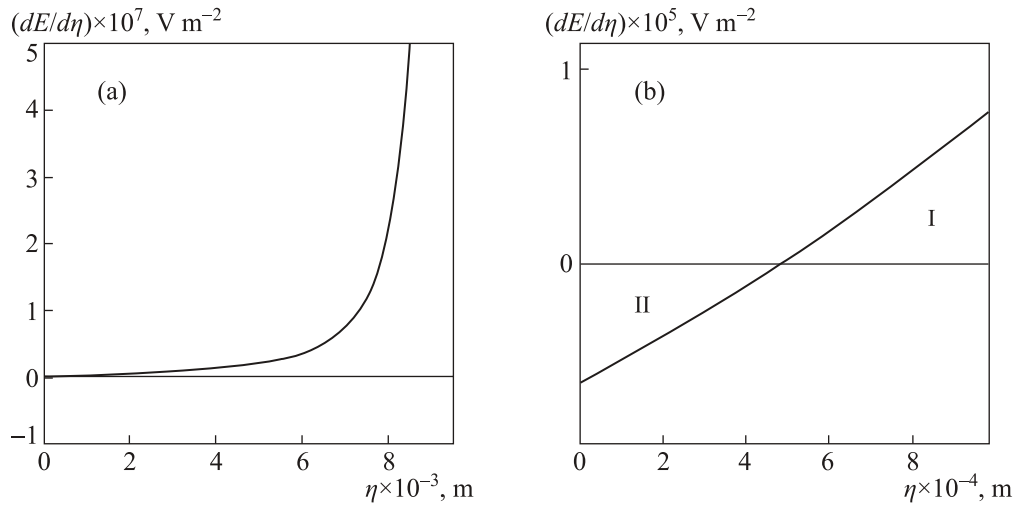 (dE/dη)×10⁷, V m⁻²
5
(a)
4
3
2
1
0
–1
0 2 4 6 8
η×10⁻³, m
(dE/dη)×10⁵, V m⁻²
1
(b)
I
0
II
0 2 4 6 8
η×10⁻⁴, m